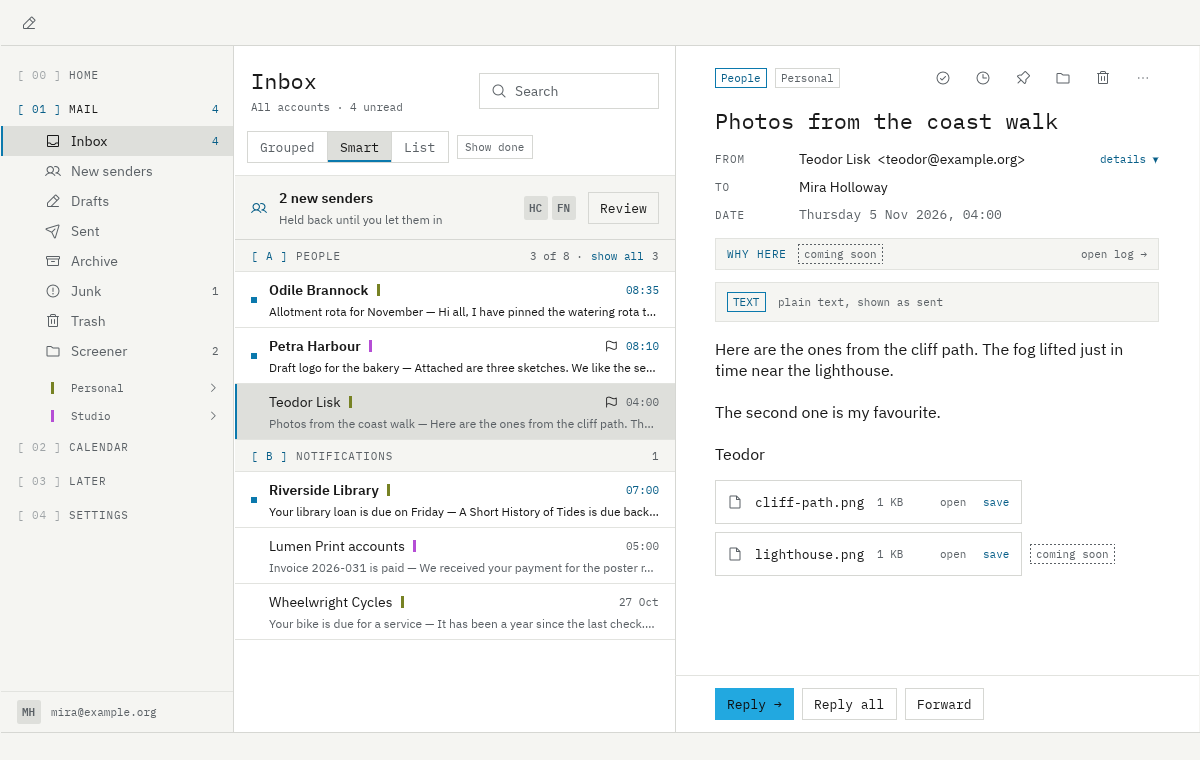 [ 00 ] HOME
[ 01 ] MAIL 4
Inbox 4
New senders
Drafts
Sent
Archive
Junk 1
Trash
Screener 2
Personal
Studio
[ 02 ] CALENDAR
[ 03 ] LATER
[ 04 ] SETTINGS
MH mira@example.org
Inbox
All accounts · 4 unread
Search
Grouped Smart List Show done
2 new senders
Held back until you let them in
HC FN Review
[ A ] PEOPLE 3 of 8 · show all 3
Odile Brannock 08:35
Allotment rota for November — Hi all, I have pinned the watering rota t...
Petra Harbour 08:10
Draft logo for the bakery — Attached are three sketches. We like the se...
Teodor Lisk 04:00
Photos from the coast walk — Here are the ones from the cliff path. Th...
[ B ] NOTIFICATIONS 1
Riverside Library 07:00
Your library loan is due on Friday — A Short History of Tides is due back...
Lumen Print accounts 05:00
Invoice 2026-031 is paid — We received your payment for the poster r...
Wheelwright Cycles 27 Oct
Your bike is due for a service — It has been a year since the last check....
People Personal
Photos from the coast walk
FROM Teodor Lisk <teodor@example.org> details ▾
TO Mira Holloway
DATE Thursday 5 Nov 2026, 04:00
WHY HERE coming soon open log →
TEXT plain text, shown as sent
Here are the ones from the cliff path. The fog lifted just in
time near the lighthouse.
The second one is my favourite.
Teodor
cliff-path.png 1 KB open save
lighthouse.png 1 KB open save coming soon
Reply → Reply all Forward